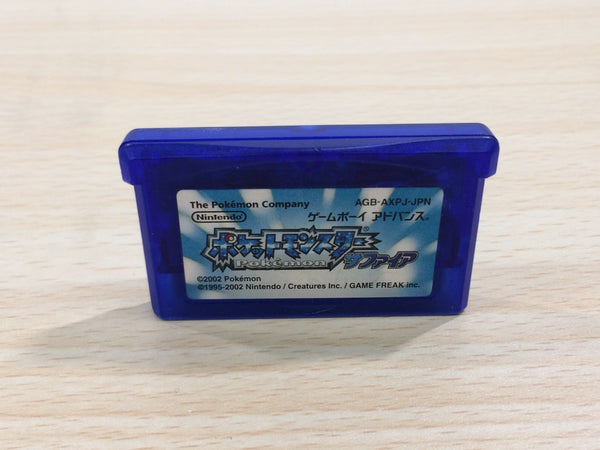 The Pokémon Company AGB-AXPJ-JPN
Nintendo ゲームボーイ アドバンス
ポケットモンスター
Pokémon サファイア
©2002 Pokémon
©1995-2002 Nintendo / Creatures Inc. / GAME FREAK inc.